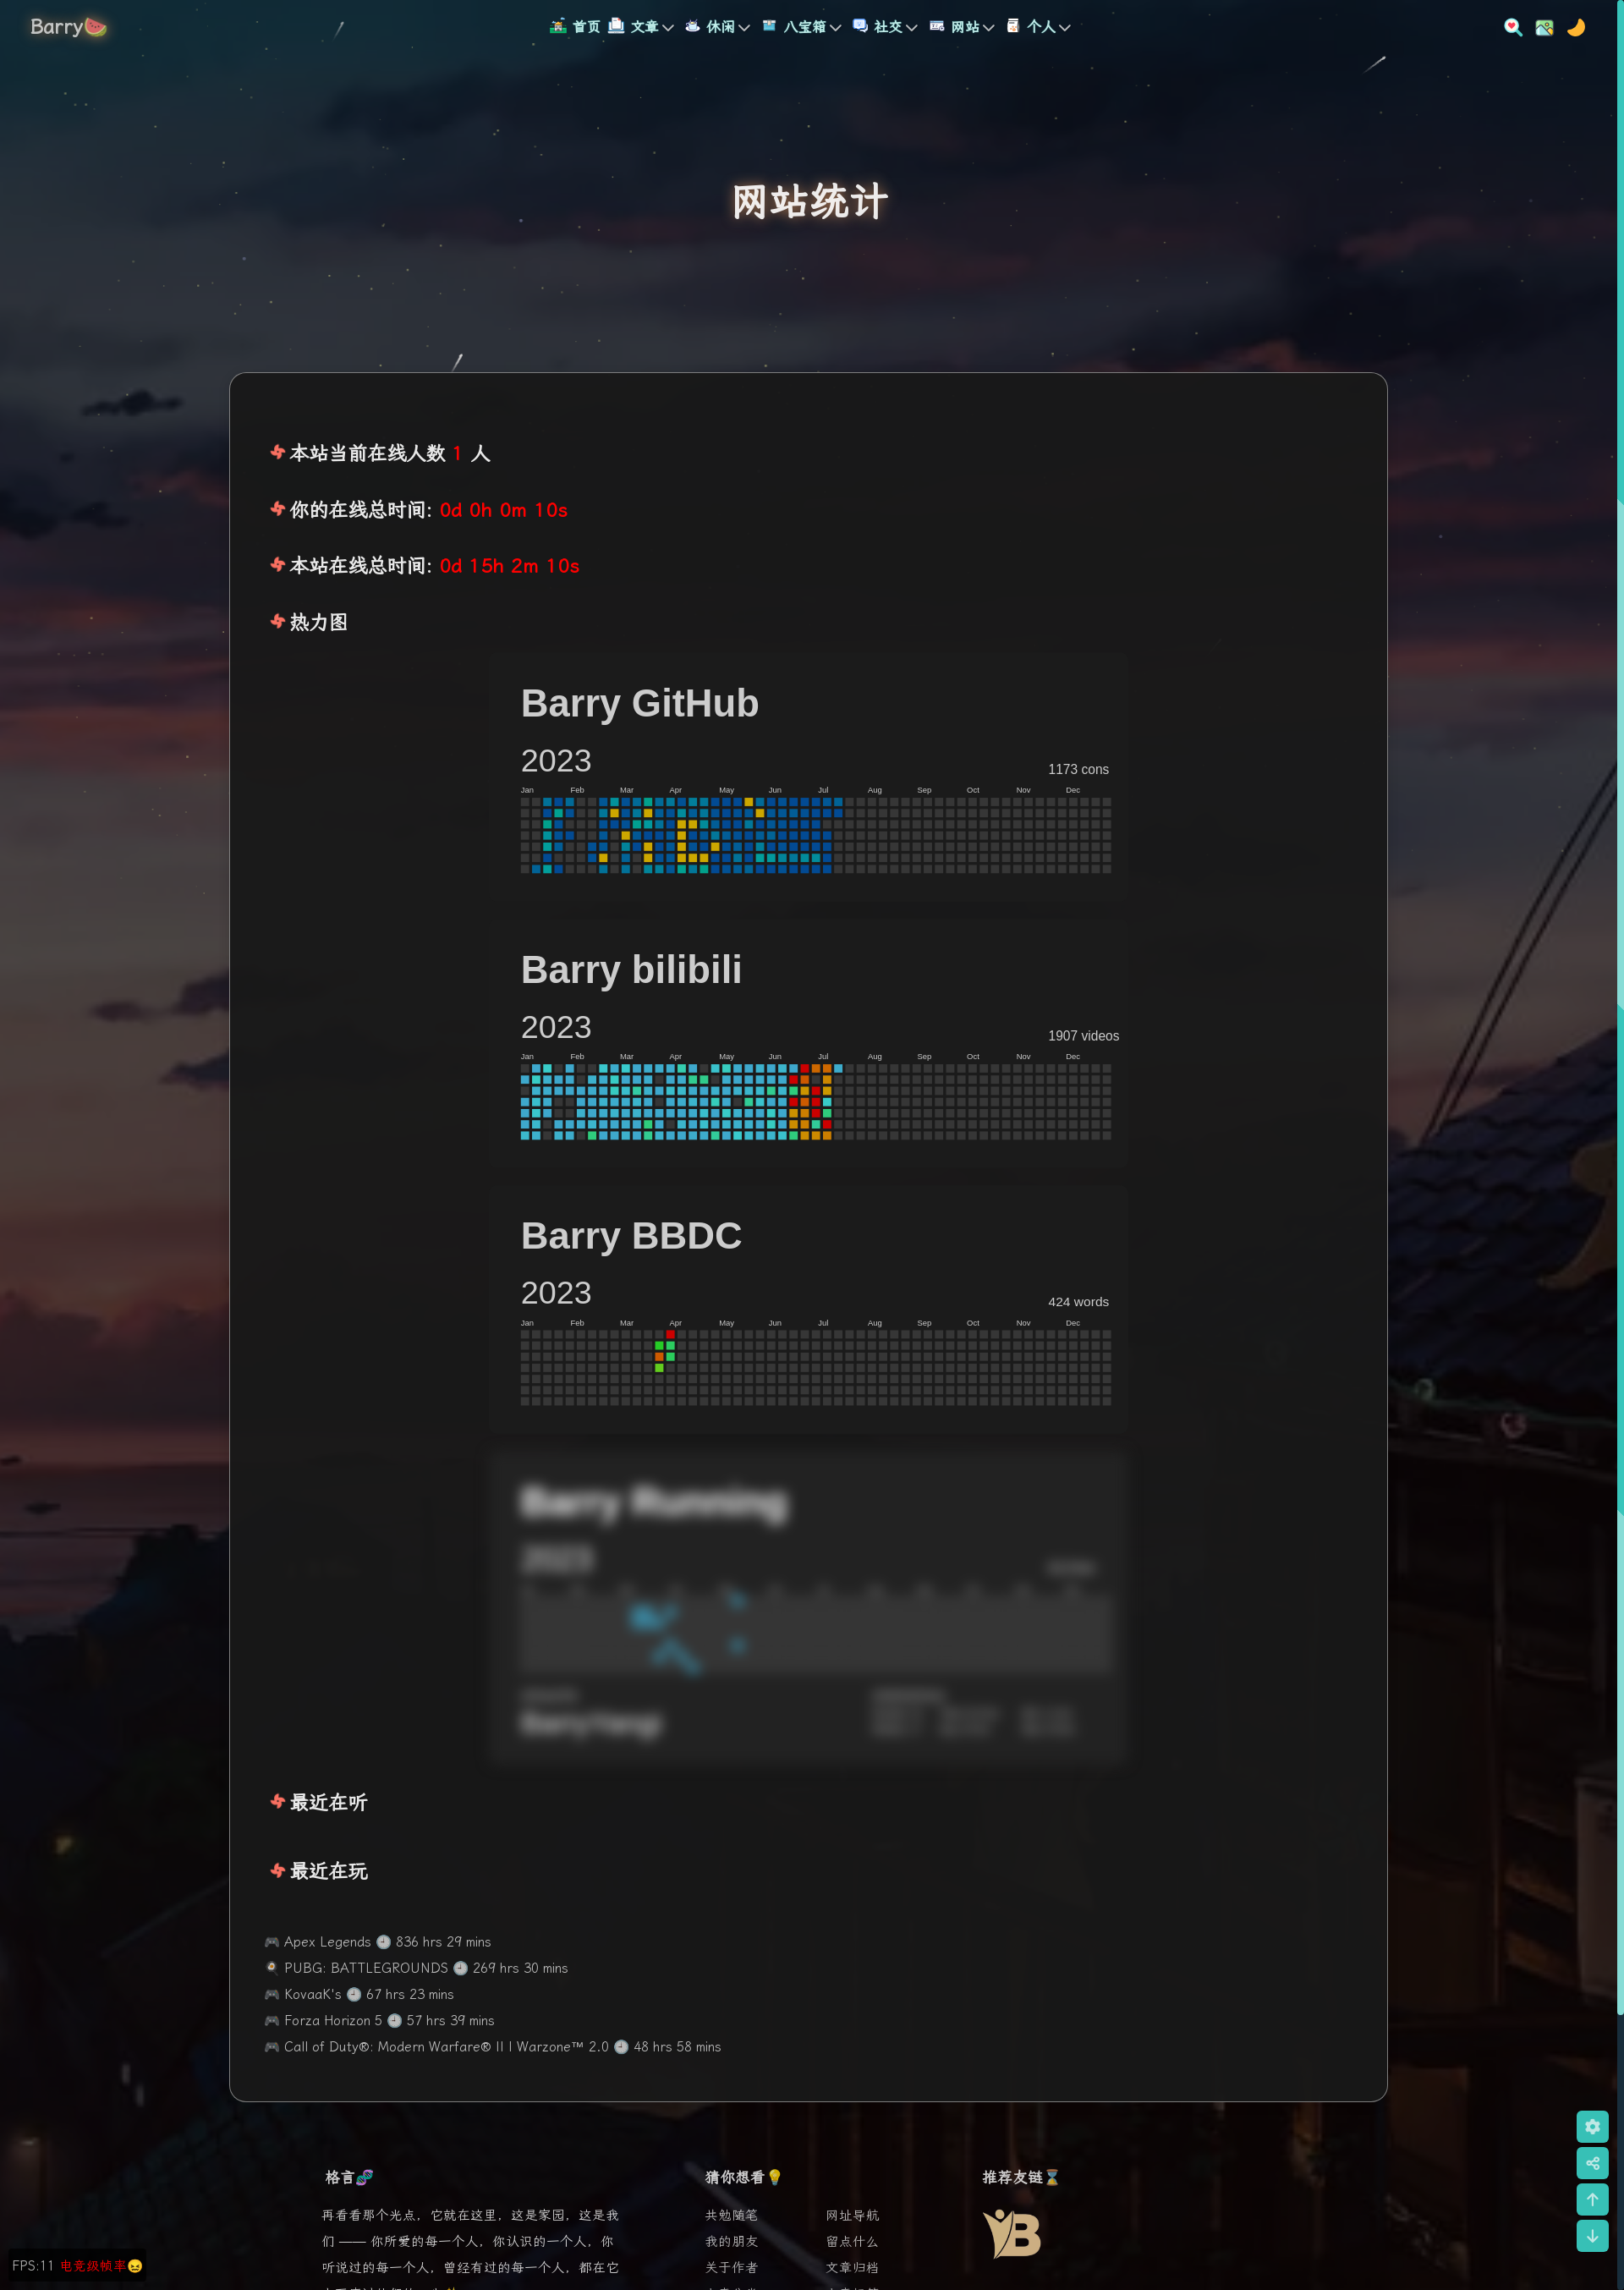 Barry
首页 文章 休闲 八宝箱 社交 网站 个人
网站统计
本站当前在线人数 1 人
你的在线总时间: 0d 0h 0m 10s
本站在线总时间: 0d 15h 2m 10s
热力图
Barry GitHub
2023
1173 cons
Jan Feb Mar Apr May Jun Jul Aug Sep Oct Nov Dec
Barry bilibili
2023
1907 videos
Jan Feb Mar Apr May Jun Jul Aug Sep Oct Nov Dec
Barry BBDC
2023
424 words
Jan Feb Mar Apr May Jun Jul Aug Sep Oct Nov Dec
Barry Running
2023
最近在听
最近在玩
Apex Legends 🕘 836 hrs 29 mins
PUBG: BATTLEGROUNDS 🕘 269 hrs 30 mins
KovaaK's 🕘 67 hrs 23 mins
Forza Horizon 5 🕘 57 hrs 39 mins
Call of Duty®: Modern Warfare® II | Warzone™ 2.0 🕘 48 hrs 58 mins
格言🧬
再看看那个光点，它就在这里，这是家园，这是我
们 —— 你所爱的每一个人，你认识的一个人，你
听说过的每一个人，曾经有过的每一个人，都在它
猜你想看💡
共勉随笔 网址导航
我的朋友 留点什么
关于作者 文章归档
推荐友链⌛
B
FPS:11 电竞级帧率😖